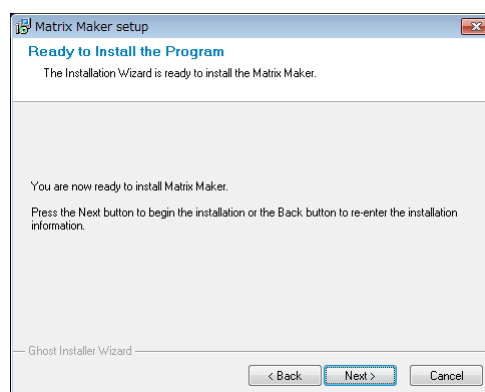 Matrix Maker setup
Ready to Install the Program
The Installation Wizard is ready to install the Matrix Maker.
You are now ready to install Matrix Maker.
Press the Next button to begin the installation or the Back button to re-enter the installation
information.
Ghost Installer Wizard
< Back Next > Cancel